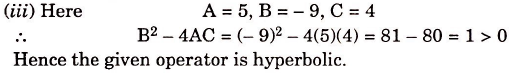 (iii) Here A = 5, B = – 9, C = 4
∴ B² – 4AC = (– 9)² – 4(5)(4) = 81 – 80 = 1 > 0
Hence the given operator is hyperbolic.